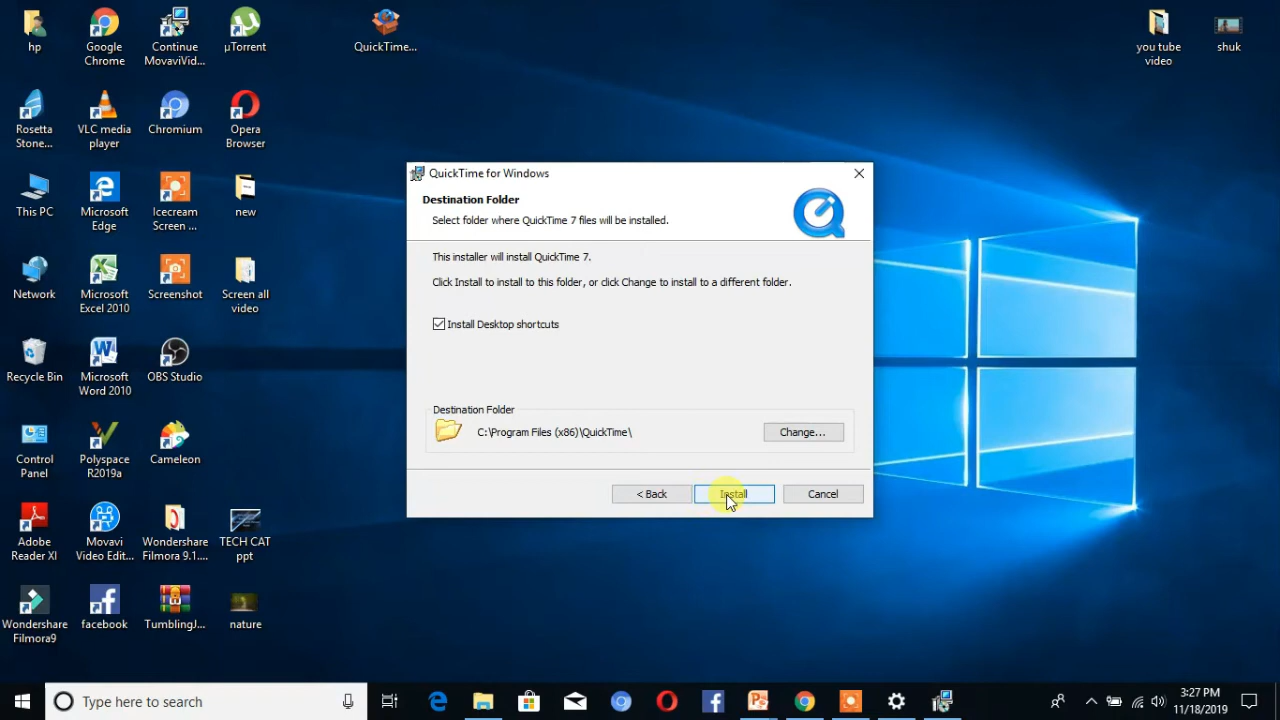 hp
Google
Chrome
Continue
MovaviVid...
µTorrent
QuickTime...
you tube
video
shuk
Rosetta
Stone...
VLC media
player
Chromium
Opera
Browser
This PC
Microsoft
Edge
Icecream
Screen ...
new
Network
Microsoft
Excel 2010
Screenshot
Screen all
video
Recycle Bin
Microsoft
Word 2010
OBS Studio
Control
Panel
Polyspace
R2019a
Cameleon
Adobe
Reader XI
Movavi
Video Edit...
Wondershare
Filmora 9.1....
TECH CAT
ppt
Wondershare
Filmora9
facebook
TumblingJ...
nature
QuickTime for Windows
Destination Folder
Select folder where QuickTime 7 files will be installed.
This installer will install QuickTime 7.
Click Install to install to this folder, or click Change to install to a different folder.
Install Desktop shortcuts
Destination Folder
C:\Program Files (x86)\QuickTime\
Change...
< Back
Install
Cancel
Type here to search
3:27 PM
11/18/2019